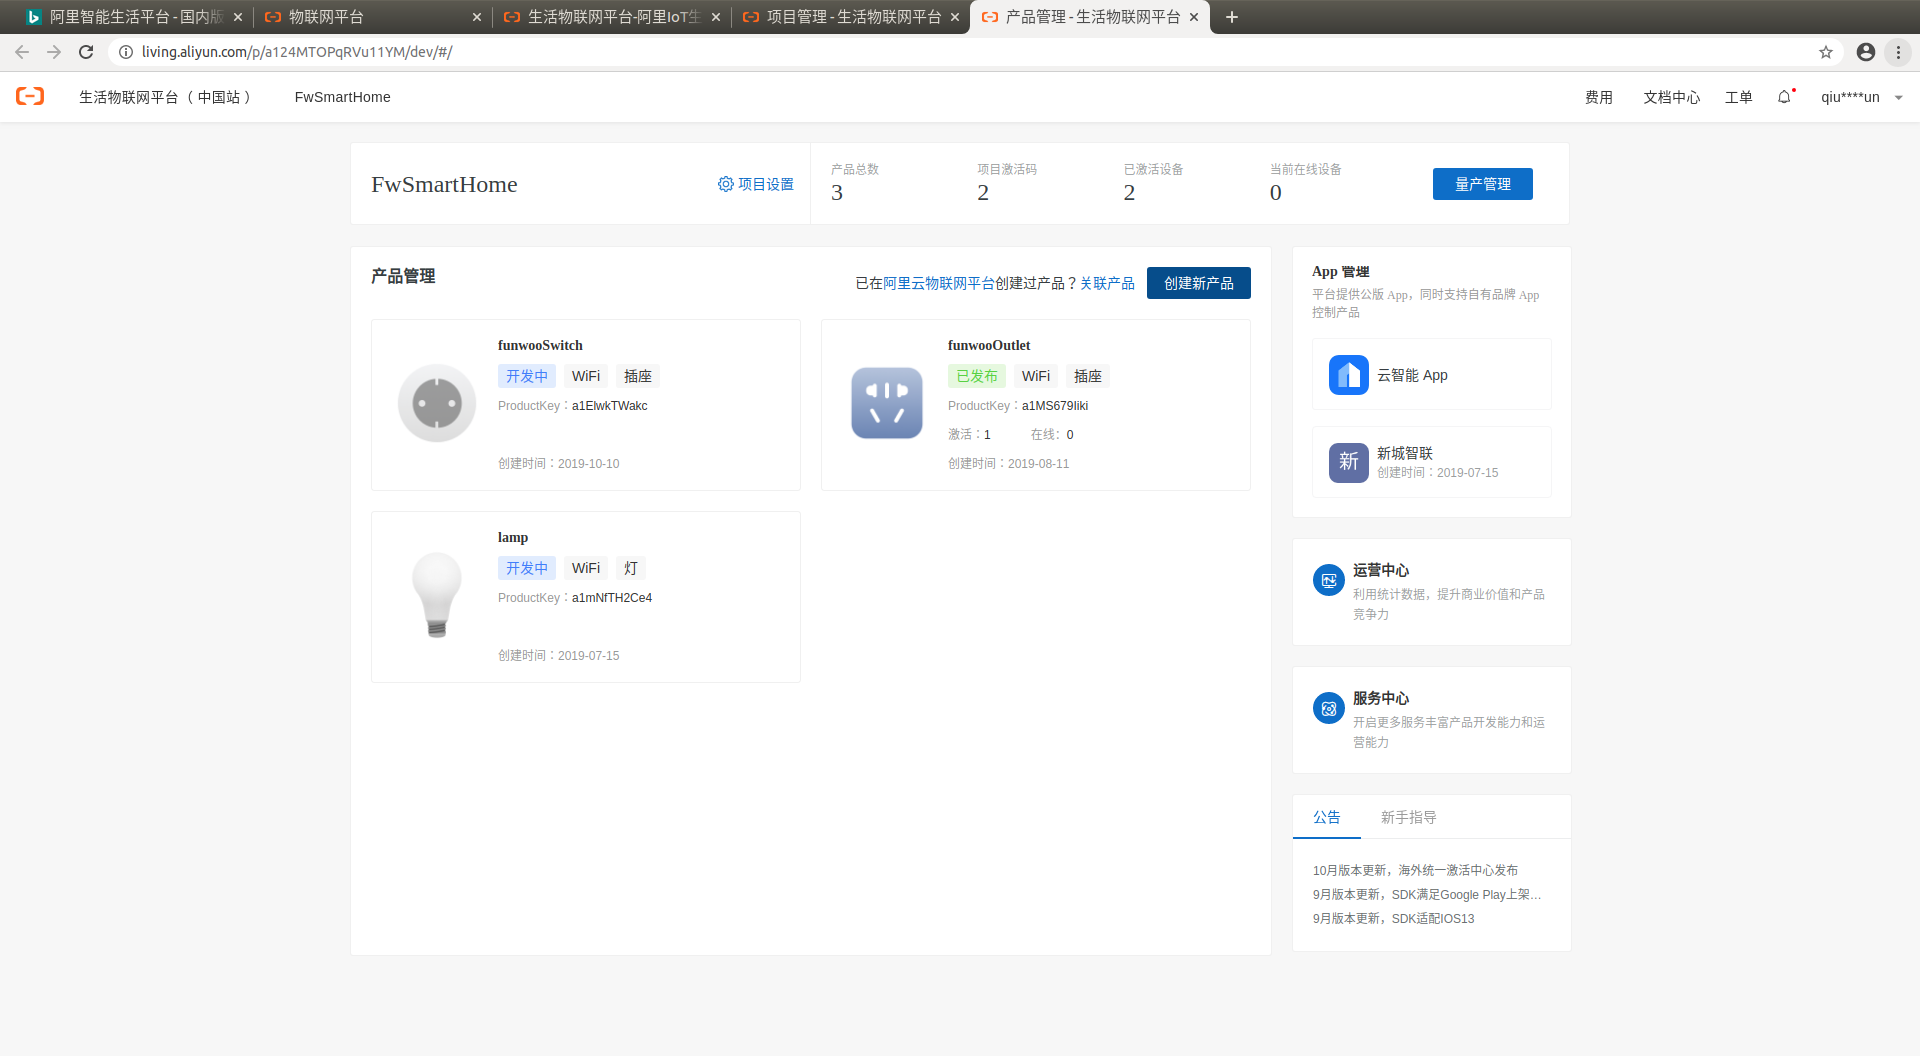 阿里智能生活平台 - 国内版
物联网平台
生活物联网平台-阿里IoT生
项目管理 - 生活物联网平台
产品管理 - 生活物联网平台
living.aliyun.com/p/a124MTOPqRVu11YM/dev/#/
生活物联网平台（ 中国站 ）
FwSmartHome
费用
文档中心
工单
qiu****un
FwSmartHome
项目设置
产品总数
3
项目激活码
2
已激活设备
2
当前在线设备
0
量产管理
产品管理
已在阿里云物联网平台创建过产品？关联产品
创建新产品
funwooSwitch
开发中 WiFi 插座
ProductKey：a1ElwkTWakc
创建时间：2019-10-10
funwooOutlet
已发布 WiFi 插座
ProductKey：a1MS679Iiki
激活：1 在线：0
创建时间：2019-08-11
lamp
开发中 WiFi 灯
ProductKey：a1mNfTH2Ce4
创建时间：2019-07-15
App 管理
平台提供公版 App，同时支持自有品牌 App
控制产品
云智能 App
新
新城智联
创建时间：2019-07-15
运营中心
利用统计数据，提升商业价值和产品
竞争力
服务中心
开启更多服务丰富产品开发能力和运
营能力
公告
新手指导
10月版本更新，海外统一激活中心发布
9月版本更新，SDK满足Google Play上架...
9月版本更新，SDK适配IOS13